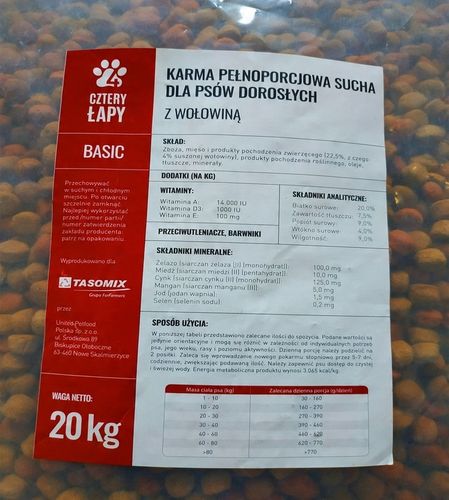 CZTERY
ŁAPY
BASIC
Przechowywać
w suchym i chłodnym
miejscu. Po otwarciu
szczelnie zamknąć.
Najlepiej wykorzystać
przed/numer partii/
numer zatwierdzenia
zakładu producenta:
patrz na opakowaniu.
Wyprodukowano dla:
TASOMIX
Grupa ForFarmers
przez:
United Petfood
Polska Sp. z o.o.
ul. Środkowa 89
Biskupice Ołoboczne
63-460 Nowe Skalmierzyce
WAGA NETTO:
20 kg
KARMA PEŁNOPORCJOWA SUCHA
DLA PSÓW DOROSŁYCH
Z WOŁOWINĄ
SKŁAD:
Zboża, mięso i produkty pochodzenia zwierzęcego (22,5%, z czego
4% suszonej wołowiny), produkty pochodzenia roślinnego, oleje,
tłuszcze, minerały.
DODATKI (NA KG)
WITAMINY:
Witamina A: 14.000 IU
Witamina D3: 1000 IU
Witamina E: 100 mg
PRZECIWUTLENIACZE, BARWNIKI
SKŁADNIKI ANALITYCZNE:
Białko surowe: 20,0%
Zawartość tłuszczu: 7,5%
Popiół surowy: 9,0%
Włókno surowe: 4,0%
Wilgotność: 9,0%
SKŁADNIKI MINERALNE:
Żelazo (siarczan żelaza (II) (monohydrat)): 100,0 mg
Miedź (siarczan miedzi (II) (pentahydrat)): 10,0 mg
Cynk (siarczan cynku (II) (monohydrat)): 125,0 mg
Mangan (siarczan manganu (II)): 5,0 mg
Jod (jodan wapnia): 1,5 mg
Selen (selenin sodu): 0,2 mg
SPOSÓB UŻYCIA:
W poniższej tabeli przedstawiono zalecane ilości do spożycia. Podane wartości są
jedynie orientacyjne i mogą się różnić w zależności od indywidualnych potrzeb
psa, jego wieku, rasy i poziomu aktywności. Dzienną porcję należy podzielić na
2 posiłki. Zaleca się wprowadzanie nowego pokarmu stopniowo przez 5-7 dni,
codziennie, zwiększając podawaną ilość. Należy zapewnić psu dostęp do czystej
i świeżej wody. Energia metaboliczna produktu wynosi 3.065 kcal/kg.
Masa ciała psa (kg) Zalecana dzienna porcja (g/dzień)
1 - 10 30 - 160
10 - 20 160 - 270
20 - 30 270 - 390
30 - 40 390 - 460
40 - 60 460 - 620
60 - 80 620 - 770
>80 >770